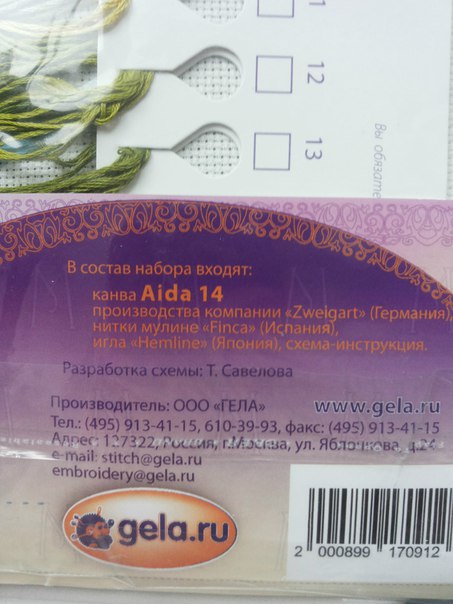 12
13
Вы обязате
В состав набора входят:
канва Aida 14
производства компании «Zweigart» (Германия),
нитки мулине «Finca» (Испания),
игла «Hemline» (Япония), схема-инструкция.
Разработка схемы: Т. Савелова
Производитель: ООО «ГЕЛА»
www.gela.ru
Тел.: (495) 913-41-15, 610-39-93, факс: (495) 913-41-15
Адрес: 127322, Россия, г.Москва, ул. Яблочкова, д.24
e-mail: stitch@gela.ru
embroidery@gela.ru
gela.ru
2 000899 170912